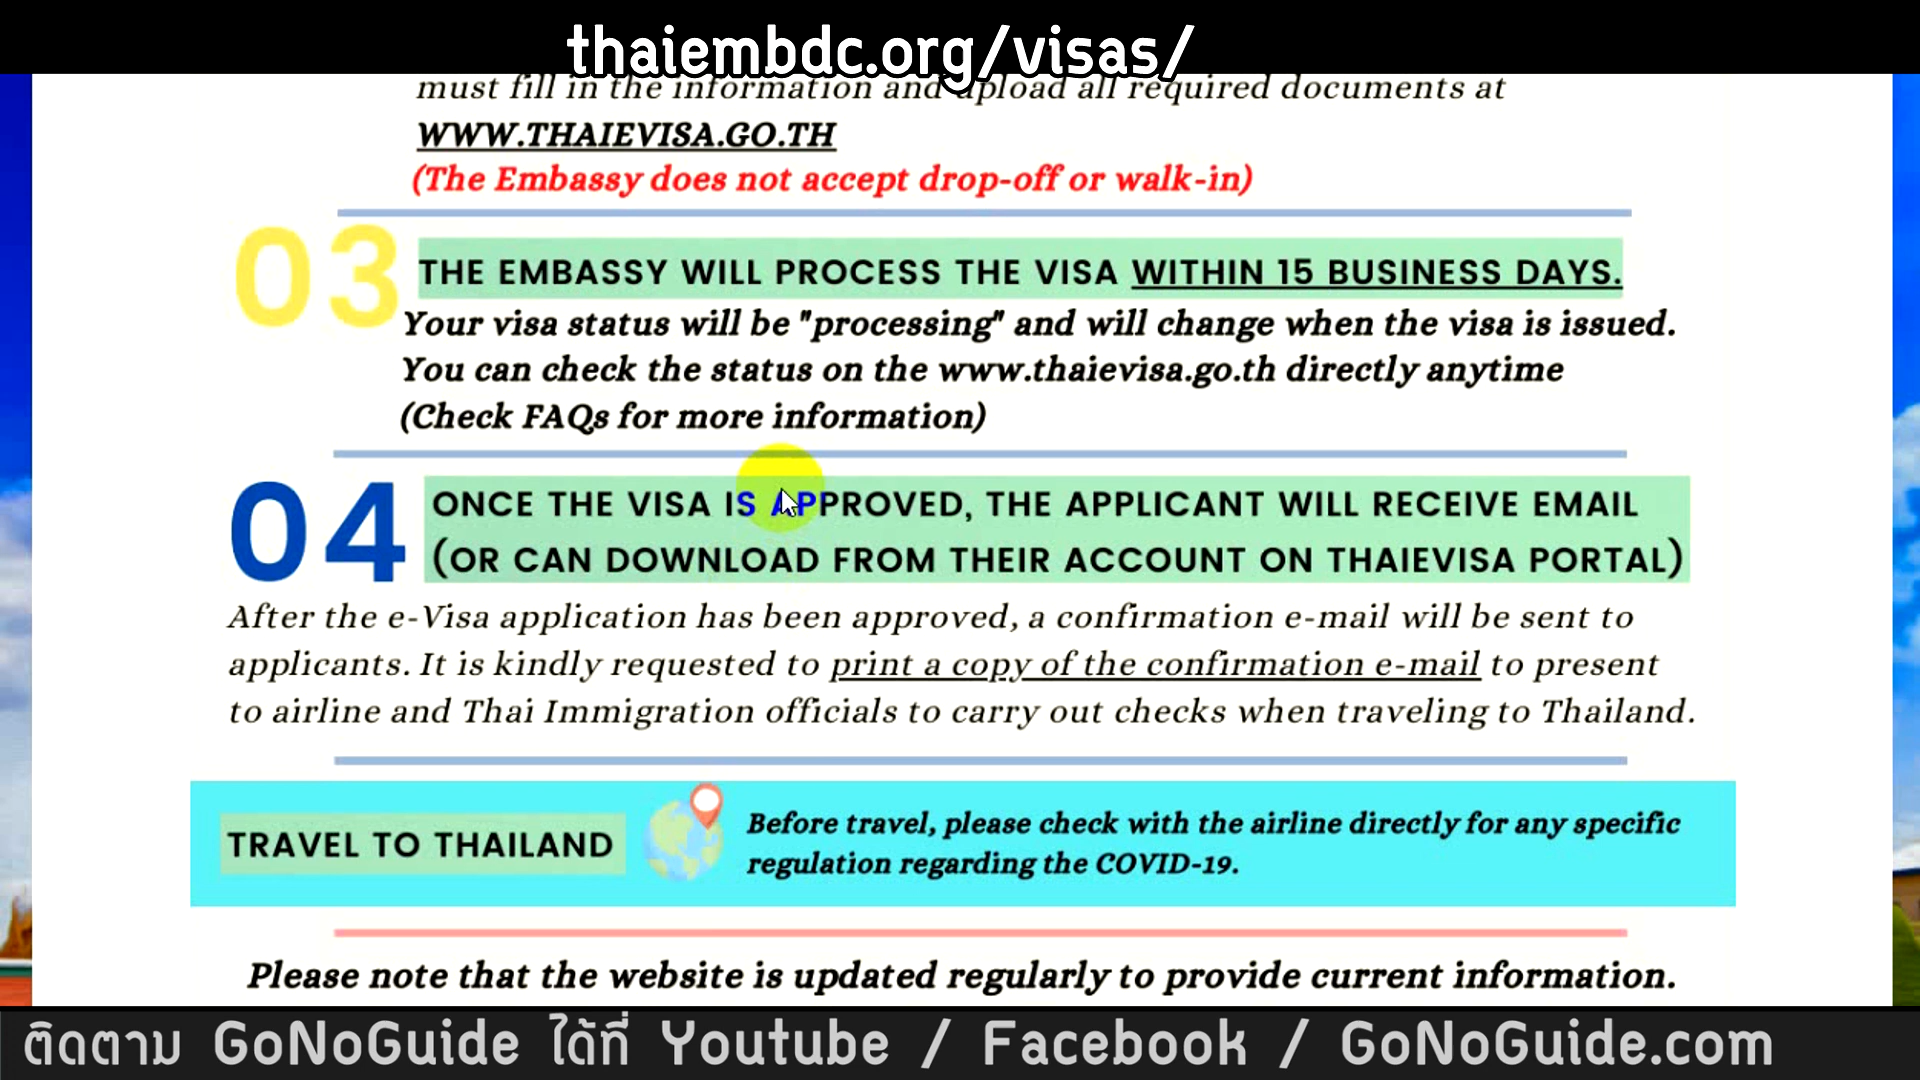 thaiembdc.org/visas/
must fill in the information and upload all required documents at
WWW.THAIEVISA.GO.TH
(The Embassy does not accept drop-off or walk-in)
03
THE EMBASSY WILL PROCESS THE VISA WITHIN 15 BUSINESS DAYS.
Your visa status will be "processing" and will change when the visa is issued.
You can check the status on the www.thaievisa.go.th directly anytime
(Check FAQs for more information)
04
ONCE THE VISA IS APPROVED, THE APPLICANT WILL RECEIVE EMAIL
(OR CAN DOWNLOAD FROM THEIR ACCOUNT ON THAIEVISA PORTAL)
After the e-Visa application has been approved, a confirmation e-mail will be sent to
applicants. It is kindly requested to print a copy of the confirmation e-mail to present
to airline and Thai Immigration officials to carry out checks when traveling to Thailand.
TRAVEL TO THAILAND
Before travel, please check with the airline directly for any specific
regulation regarding the COVID-19.
Please note that the website is updated regularly to provide current information.
ติดตาม GoNoGuide ได้ที่ Youtube / Facebook / GoNoGuide.com